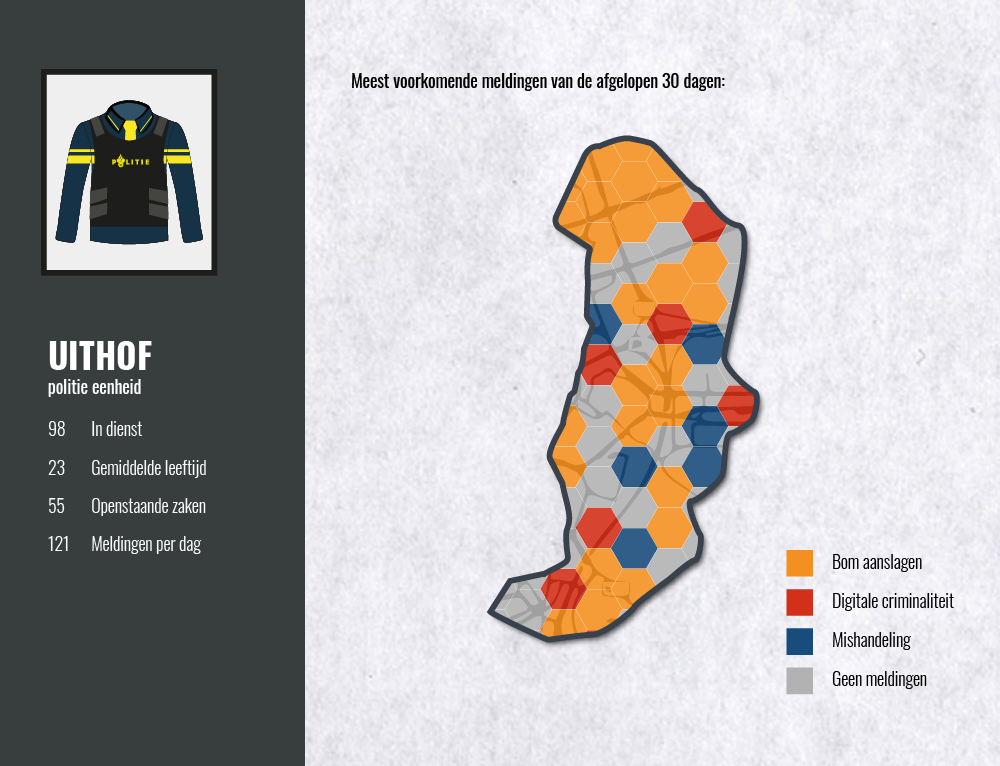 Meest voorkomende meldingen van de afgelopen 30 dagen:
POLITIE
UITHOF
politie eenheid
98 In dienst
23 Gemiddelde leeftijd
55 Openstaande zaken
121 Meldingen per dag
Bom aanslagen
Digitale criminaliteit
Mishandeling
Geen meldingen